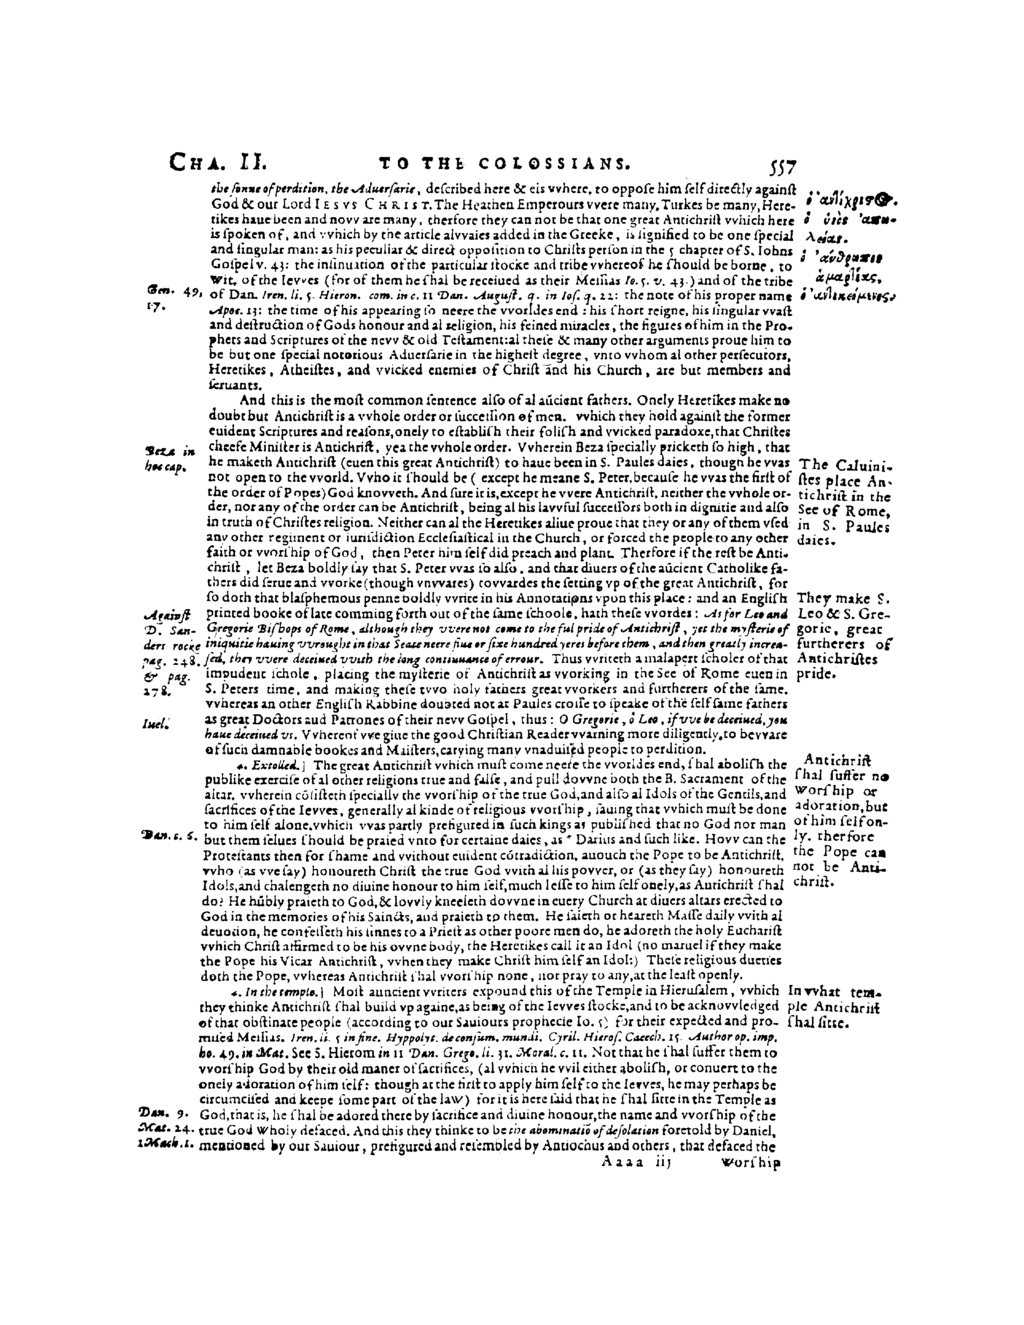 CHA. II.
TO THE COLOSSIANS.
557
the sonne of perdition, the Aduersarie, described here & els vvhere, to oppose him self directly against
God & our Lord IESVS CHRIST. The Heathen Emperours vvere many, Turkes be many, Here-
tikes haue been and novv are many, therfore they can not be that one great Antichrist vvhich here
is spoken of, and vvhich by the article alvvaies added in the Greeke, is signified to be one special
and singular man: as his peculiar & direct opposition to Christs person in the 5 chapter of S. Iohns
Gospel v. 43: the insinuation of the particular stocke and tribe vvhereof he should be borne, to
wit, of the Ievves (for of them he shal be receiued as their Messias Io. 5. v. 43.) and of the tribe
of Dan. Iren. li. 5. Hieron. com. in c. 11 Dan. August. q. in Ios. q. 22: the note of his proper name
Apoc. 13: the time of his appearing so neere the vvorldes end: his short reigne, his singular vvast
and destruction of Gods honour and al religion, his feined miracles, the figures of him in the Pro-
phets and Scriptures of the nevv & old Testament: al these & many other arguments proue him to
be but one special notorious Aduersarie in the highest degree, vnto vvhom al other persecutors,
Heretikes, Atheistes, and vvicked enemies of Christ and his Church, are but members and
seruants.
And this is the most common sentence also of al aũcient fathers. Onely Heretikes make no
doubt but Antichrist is a vvhole order or succession of men. vvhich they hold against the former
euident Scriptures and reasons, onely to establish their folish and vvicked paradoxe, that Christes
cheefe Minister is Antichrist, yea the vvhole order. Vvherein Beza specially pricketh so high, that
he maketh Antichrist (euen this great Antichrist) to haue been in S. Paules daies, though he vvas
not open to the vvorld. Vvho it should be (except he meane S. Peter, because he vvas the first of
the order of Popes) God knovveth. And sure it is, except he vvere Antichrist, neither the vvhole or-
der, nor any of the order can be Antichrist, being al his lavvful successors both in dignitie and also
in truth of Christes religion. Neither can al the Heretikes aliue proue that they or any of them vsed
any other regiment or iurisdiction Ecclesiastical in the Church, or forced the people to any other
faith or vvorship of God, then Peter him self did preach and plant. Therfore if the rest be Anti-
christ, let Beza boldly say that S. Peter vvas so also, and that diuers of the aũcient Catholike fa-
thers did serue and vvorke (though vnvvares) tovvardes the setting vp of the great Antichrist, for
so doth that blasphemous penne boldly vvrite in his Annotations vpon this place: and an English
printed booke of late comming forth out of the same schoole, hath these vvordes: As for Leo and
Gregorie Bishops of Rome, although they vvere not come to the ful pride of Antichrist, yet the mysterie of
iniquitie hauing vvrought in that Seate neere fiue or sixe hundred yeres before them, and then greatly increa-
sed, they vvere deceiued vvith the long continuance of errour. Thus vvriteth a malapert scholer of that
impudent schole, placing the mysterie of Antichrist as vvorking in the See of Rome euen in
S. Peters time, and making these tvvo holy fathers great vvorkers and furtherers of the same.
vvhereas an other English Rabbine doubted not at Paules crosse to speake of the self same fathers
as great Doctors and Patrones of their nevv Gospel, thus: O Gregorie, ô Leo, if vve be deceiued, you
haue deceiued vs. Vvherof vve giue the good Christian Reader vvarning more diligently, to bevvare
of such damnable bookes and Maisters, carying many vnaduised people to perdition.
4. Extolled.] The great Antichrist vvhich must come neere the vvorldes end, shal abolish the
publike exercise of al other religions true and false, and pull dovvne both the B. Sacrament of the
altar, vvherein cõsisteth specially the vvorship of the true God, and also al Idols of the Gentils, and
sacrifices of the Ievves, generally al kinde of religious vvorship, sauing that vvhich must be done
to him self alone. vvhich vvas partly prefigured in such kings as published that no God nor man
but them selues should be praied vnto for certaine daies, as " Darius and such like. Hovv can the
Protestants then for shame and vvithout euident cõtradiction, auouch the Pope to be Antichrist,
vvho (as vve say) honoureth Christ the true God vvith al his povver, or (as they say) honoureth
Idols, and chalengeth no diuine honour to him self, much lesse to him self onely, as Antichrist shal
do? He hũbly praieth to God, & lovvly kneeleth dovvne in euery Church at diuers altars erected to
God in the memories of his Saincts, and praieth to them. He saieth or heareth Masse daily vvith al
deuotion, he confesseth his sinnes to a Priest as other poore men do, he adoreth the holy Eucharist
vvhich Christ affirmed to be his ovvne body, the Heretikes call it an Idol (no maruel if they make
the Pope his Vicar Antichrist, vvhen they make Christ him self an Idol:) These religious dueties
doth the Pope, vvhereas Antichrist shal vvorship none, nor pray to any, at the least openly.
4. In the temple.] Most auncient vvriters expound this of the Temple in Hierusalem, vvhich
they thinke Antichrist shal build vp againe, as being of the Ievves stocke, and to be acknovvledged
of that obstinate people (according to our Sauiours prophecie Io. 5) for their expected and pro-
mised Messias. Iren. li. 5 in fine. Hyppolyt. de consum. mundi. Cyril. Hieros. Catech. 15. Author op. imp.
ho. 49. in Mat. See S. Hierom in 11 Dan. Grego. li. 31. Moral. c. 11. Not that he shal suffer them to
vvorship God by their old maner of sacrifices, (al vvhich he vvil either abolish, or conuert to the
onely adoration of him self: though at the first to apply him self to the Ievves, he may perhaps be
circumcised and keepe some part of the law) for it is here said that he shal sitte in the Temple as
God, that is, he shal be adored there by sacrifice and diuine honour, the name and vvorship of the
true God wholy defaced. And this they thinke to be the abominatiõ of desolation foretold by Daniel,
mentioned by our Sauiour, prefigured and resembled by Antiochus and others, that defaced the
Aaaa iij
worship
Gen. 49,
17.
Beza in
hoc cap.
Against
D. San-
ders rocke
pag. 248.
& pag.
278.
Iuel.
Dan. c. 6.
Dan. 9.
Mat. 24.
1 Mach. 1.
ὁ ἀντίχριστος.
ὁ υἱὸς ἀπω-
λείας.
ὁ ἄνθρωπος
ἁμαρτίας.
ὁ ἀντικείμενος.
The Caluini-
stes place An-
tichrist in the
See of Rome,
in S. Paules
daies.
They make S.
Leo & S. Gre-
gorie, great
furtherers of
Antichristes
pride.
Antichrist
shal suffer no
worship or
adoration, but
of him self on-
ly. therfore
the Pope can
not be Anti-
christ.
In vvhat tem-
ple Antichrist
shal sitte.